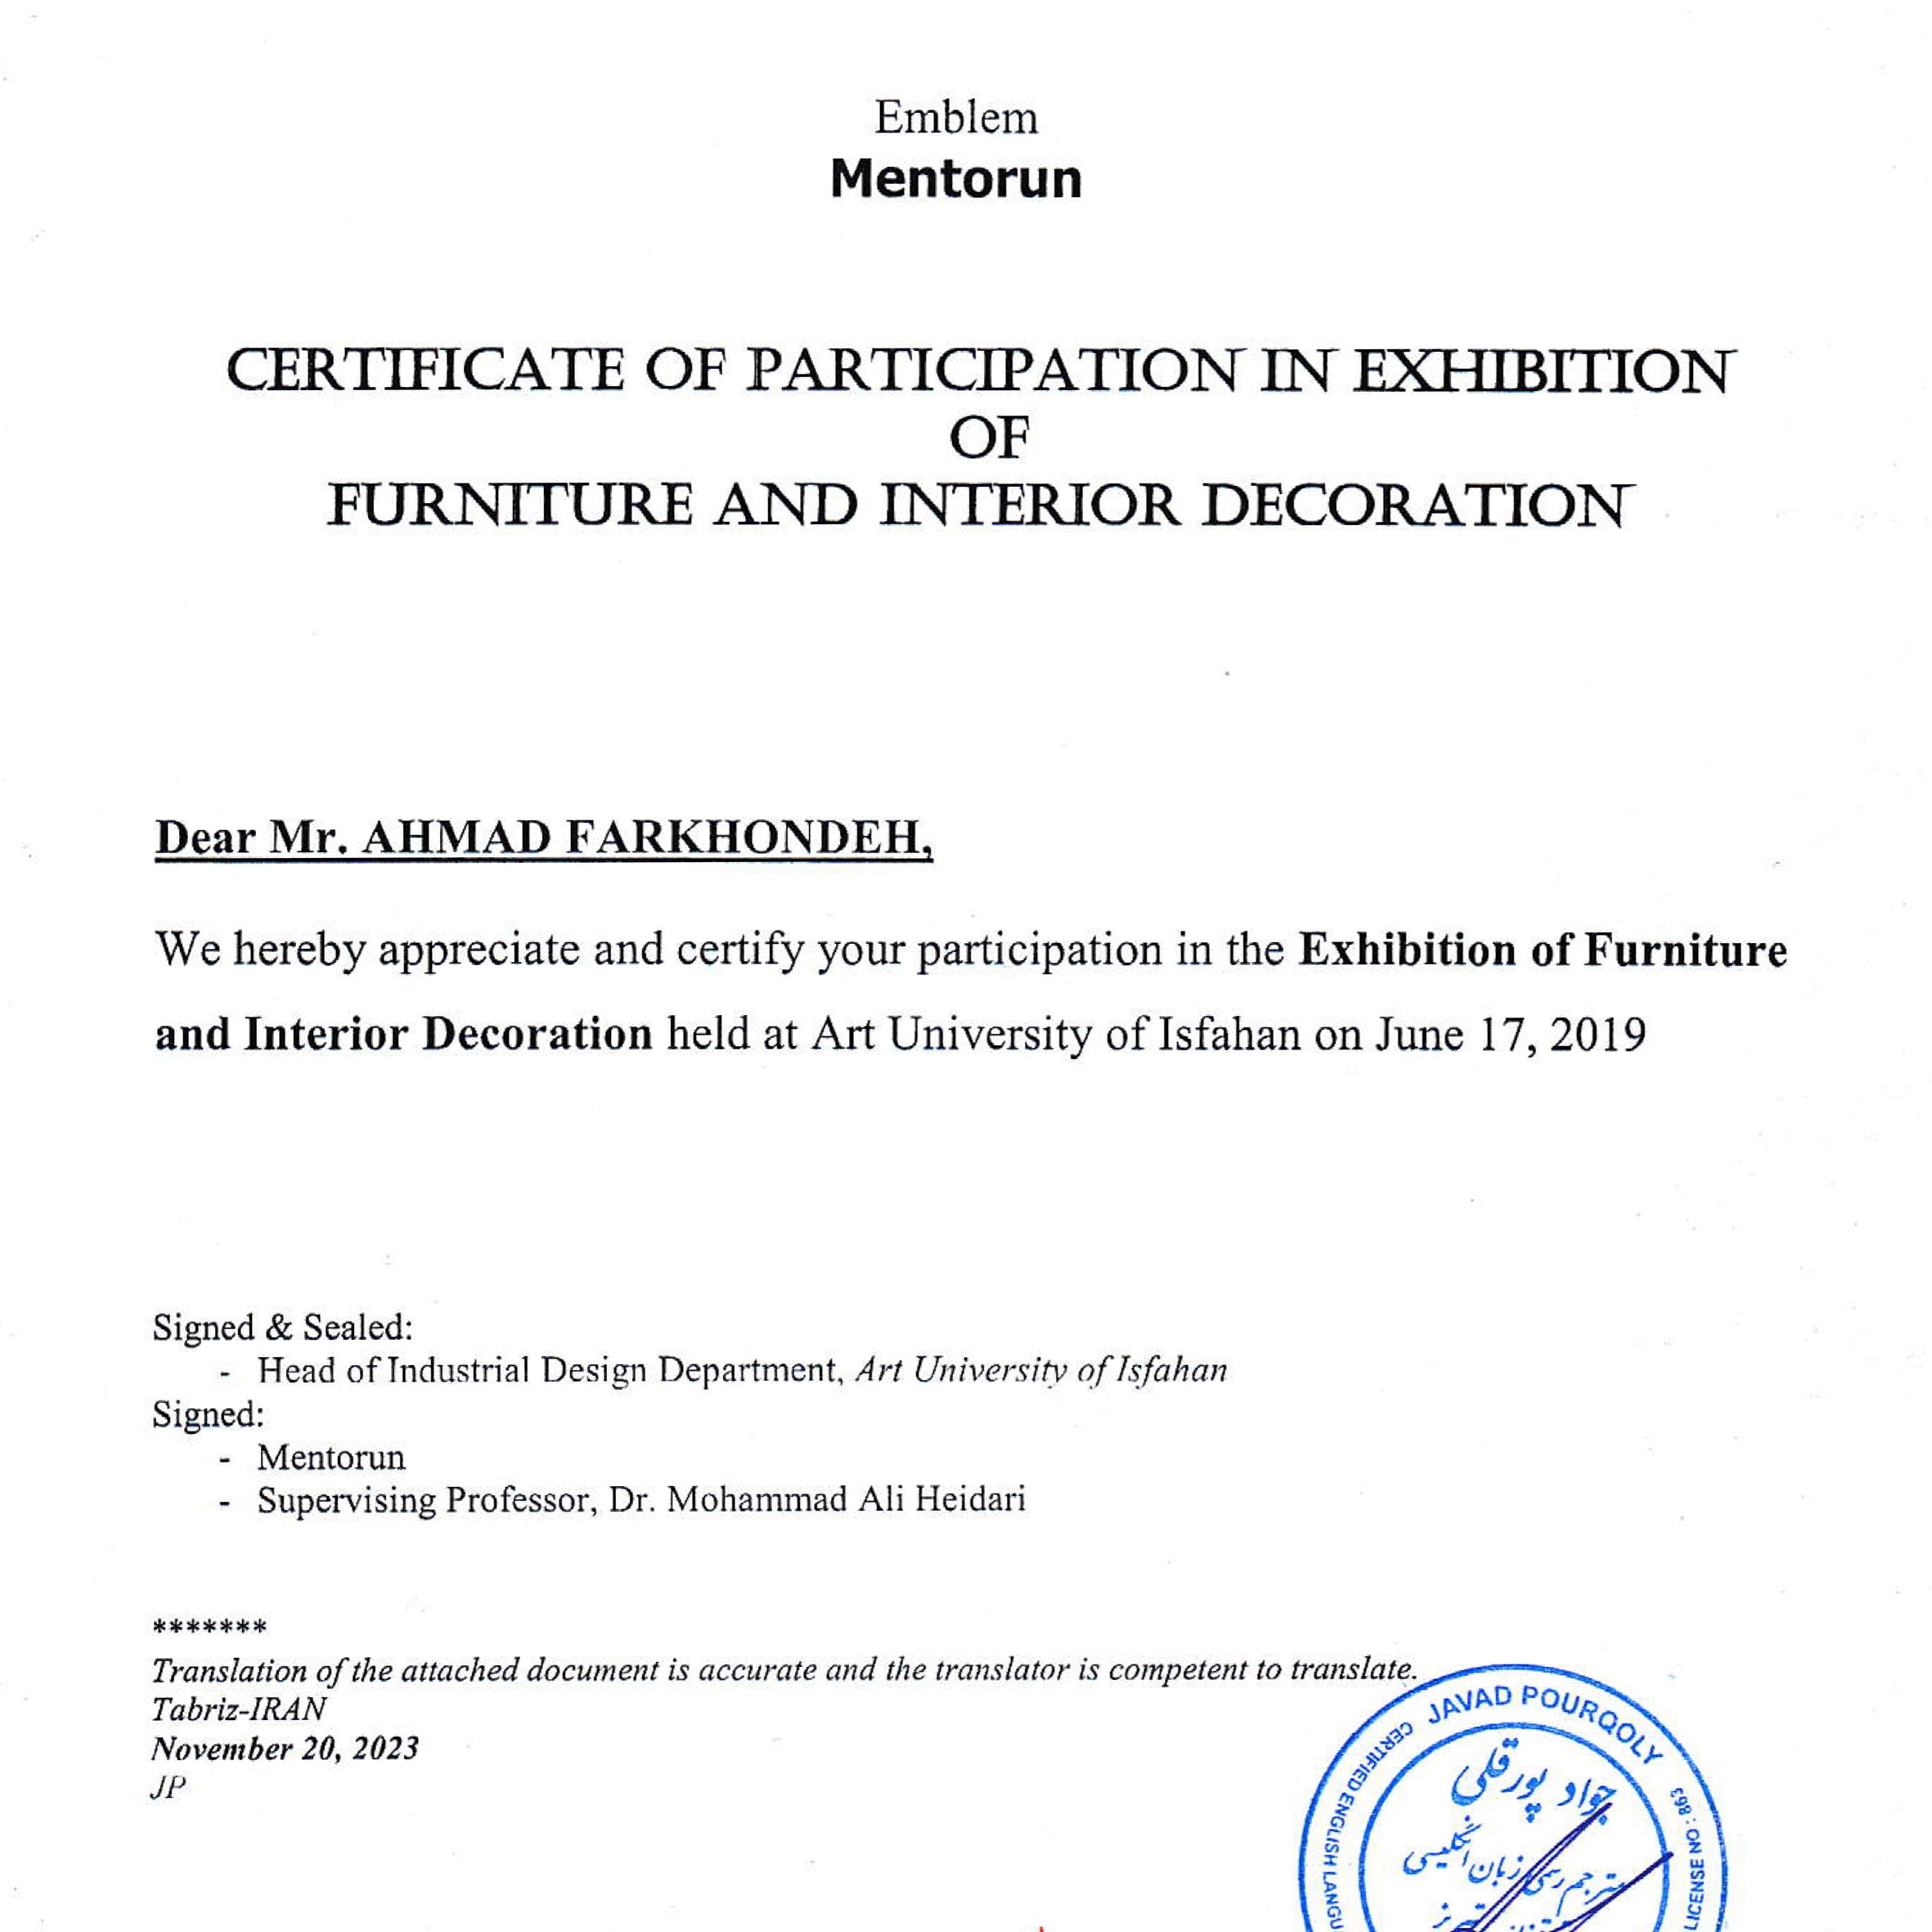 Emblem
Mentorun
CERTIFICATE OF PARTICIPATION IN EXHIBITION
OF
FURNITURE AND INTERIOR DECORATION
Dear Mr. AHMAD FARKHONDEH,
We hereby appreciate and certify your participation in the Exhibition of Furniture
and Interior Decoration held at Art University of Isfahan on June 17, 2019
Signed & Sealed:
- Head of Industrial Design Department, Art University of Isfahan
Signed:
- Mentorun
- Supervising Professor, Dr. Mohammad Ali Heidari
*******
Translation of the attached document is accurate and the translator is competent to translate.
Tabriz-IRAN
November 20, 2023
JP
JAVAD POURQOLY
CERTIFIED ENGLISH LANGU
LICENSE NO : 863
جواد پورقلی
مترجم رسمی زبان انگلیسی